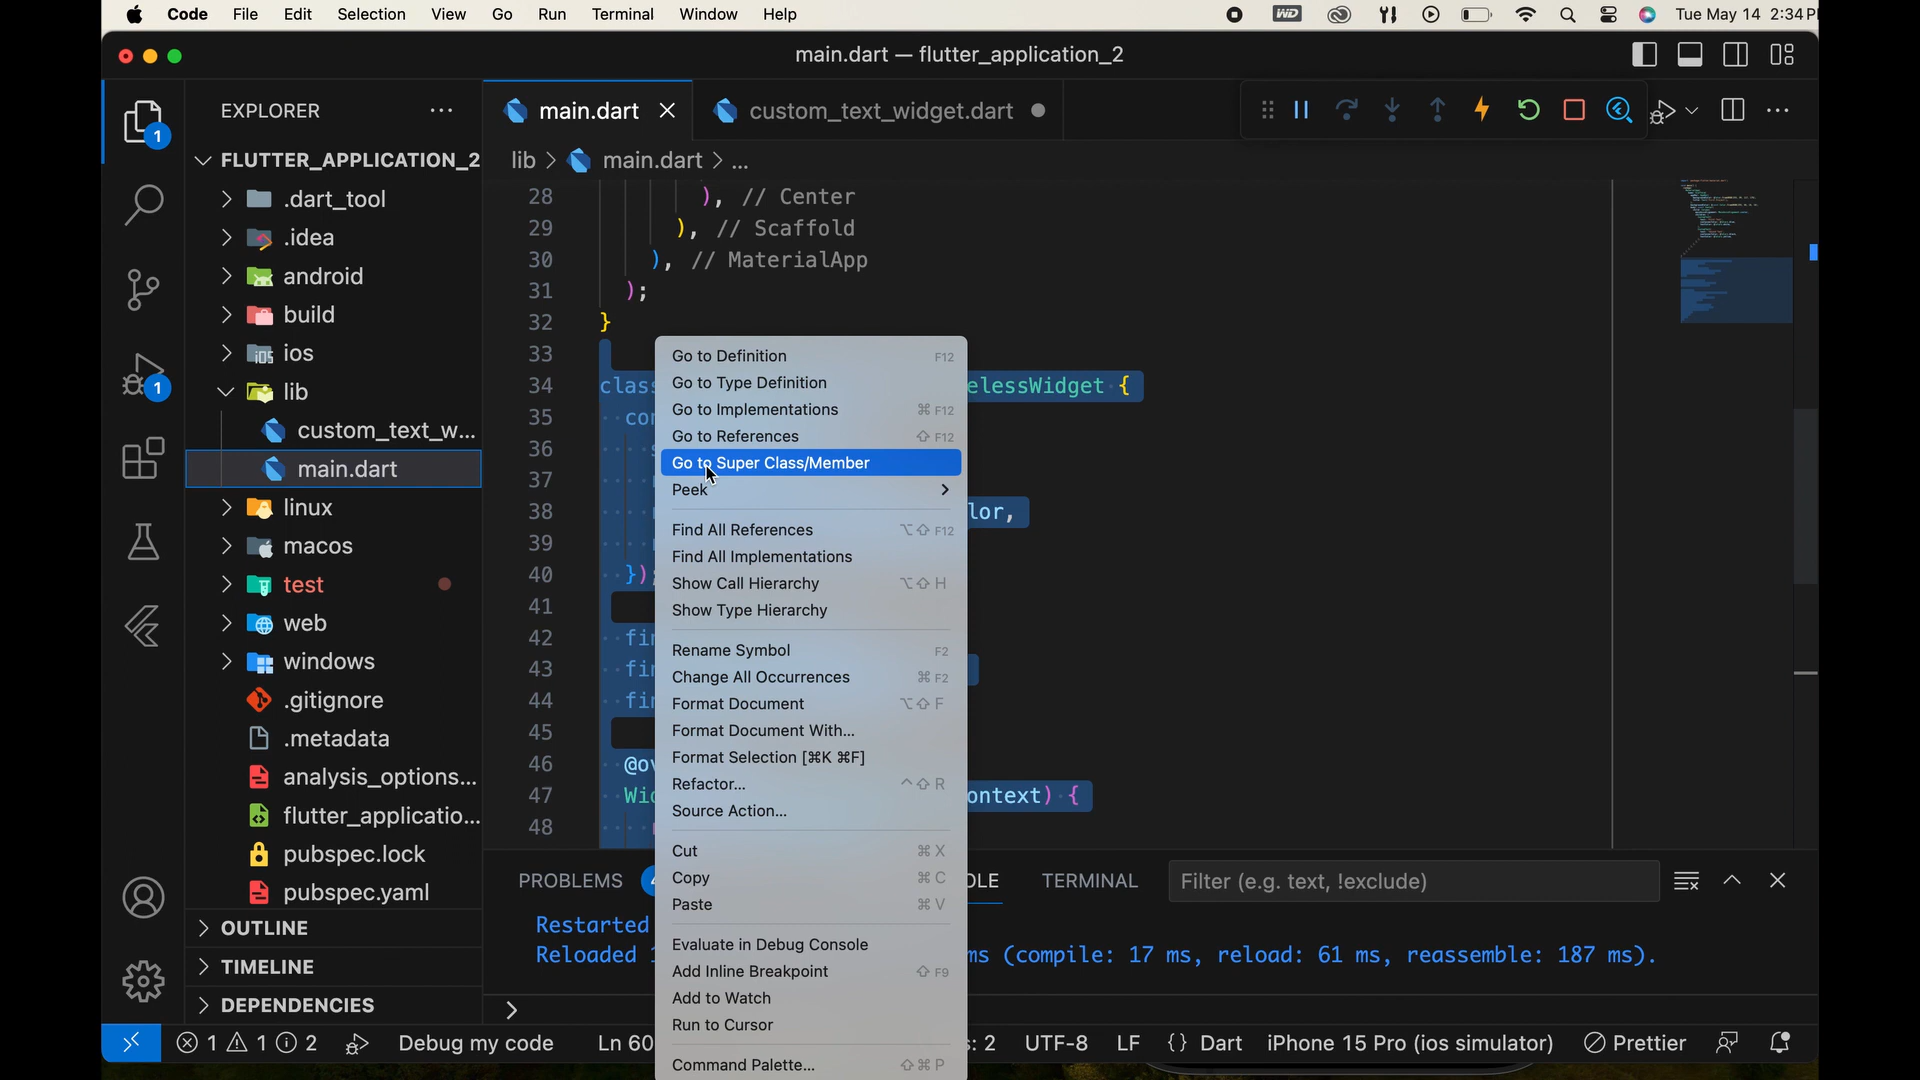 Code File Edit Selection View Go Run Terminal Window Help
WD
Tue May 14 2:34P
main.dart — flutter_application_2
EXPLORER
1
main.dart
custom_text_widget.dart
FLUTTER_APPLICATION_2
lib > main.dart > ...
.dart_tool
.idea
android
build
ios
lib
custom_text_w...
main.dart
linux
macos
test
web
windows
.gitignore
.metadata
analysis_options...
flutter_applicatio...
pubspec.lock
pubspec.yaml
OUTLINE
TIMELINE
DEPENDENCIES
1
28 ), // Center
29 ), // Scaffold
30 ), // MaterialApp
31 );
32 }
33
34 clas elessWidget {
35 co
36
37
38 lor,
39
40 });
41
42 fi
43 fi
44 fi
45
46 @ov
47 Wid ontext) {
48
Go to Definition F12
Go to Type Definition
Go to Implementations ⌘ F12
Go to References ⇧ F12
Go to Super Class/Member
Peek
Find All References ⌥⇧ F12
Find All Implementations
Show Call Hierarchy ⌥⇧ H
Show Type Hierarchy
Rename Symbol F2
Change All Occurrences ⌘ F2
Format Document ⌥⇧ F
Format Document With...
Format Selection [⌘K ⌘F]
Refactor... ^⇧ R
Source Action...
Cut ⌘ X
Copy ⌘ C
Paste ⌘ V
Evaluate in Debug Console
Add Inline Breakpoint ⇧ F9
Add to Watch
Run to Cursor
Command Palette... ⇧⌘ P
PROBLEMS 4 OLE TERMINAL Filter (e.g. text, !exclude)
Restarted
Reloaded ms (compile: 17 ms, reload: 61 ms, reassemble: 187 ms).
1 1 2 Debug my code Ln 60 : 2 UTF-8 LF {} Dart iPhone 15 Pro (ios simulator) Prettier